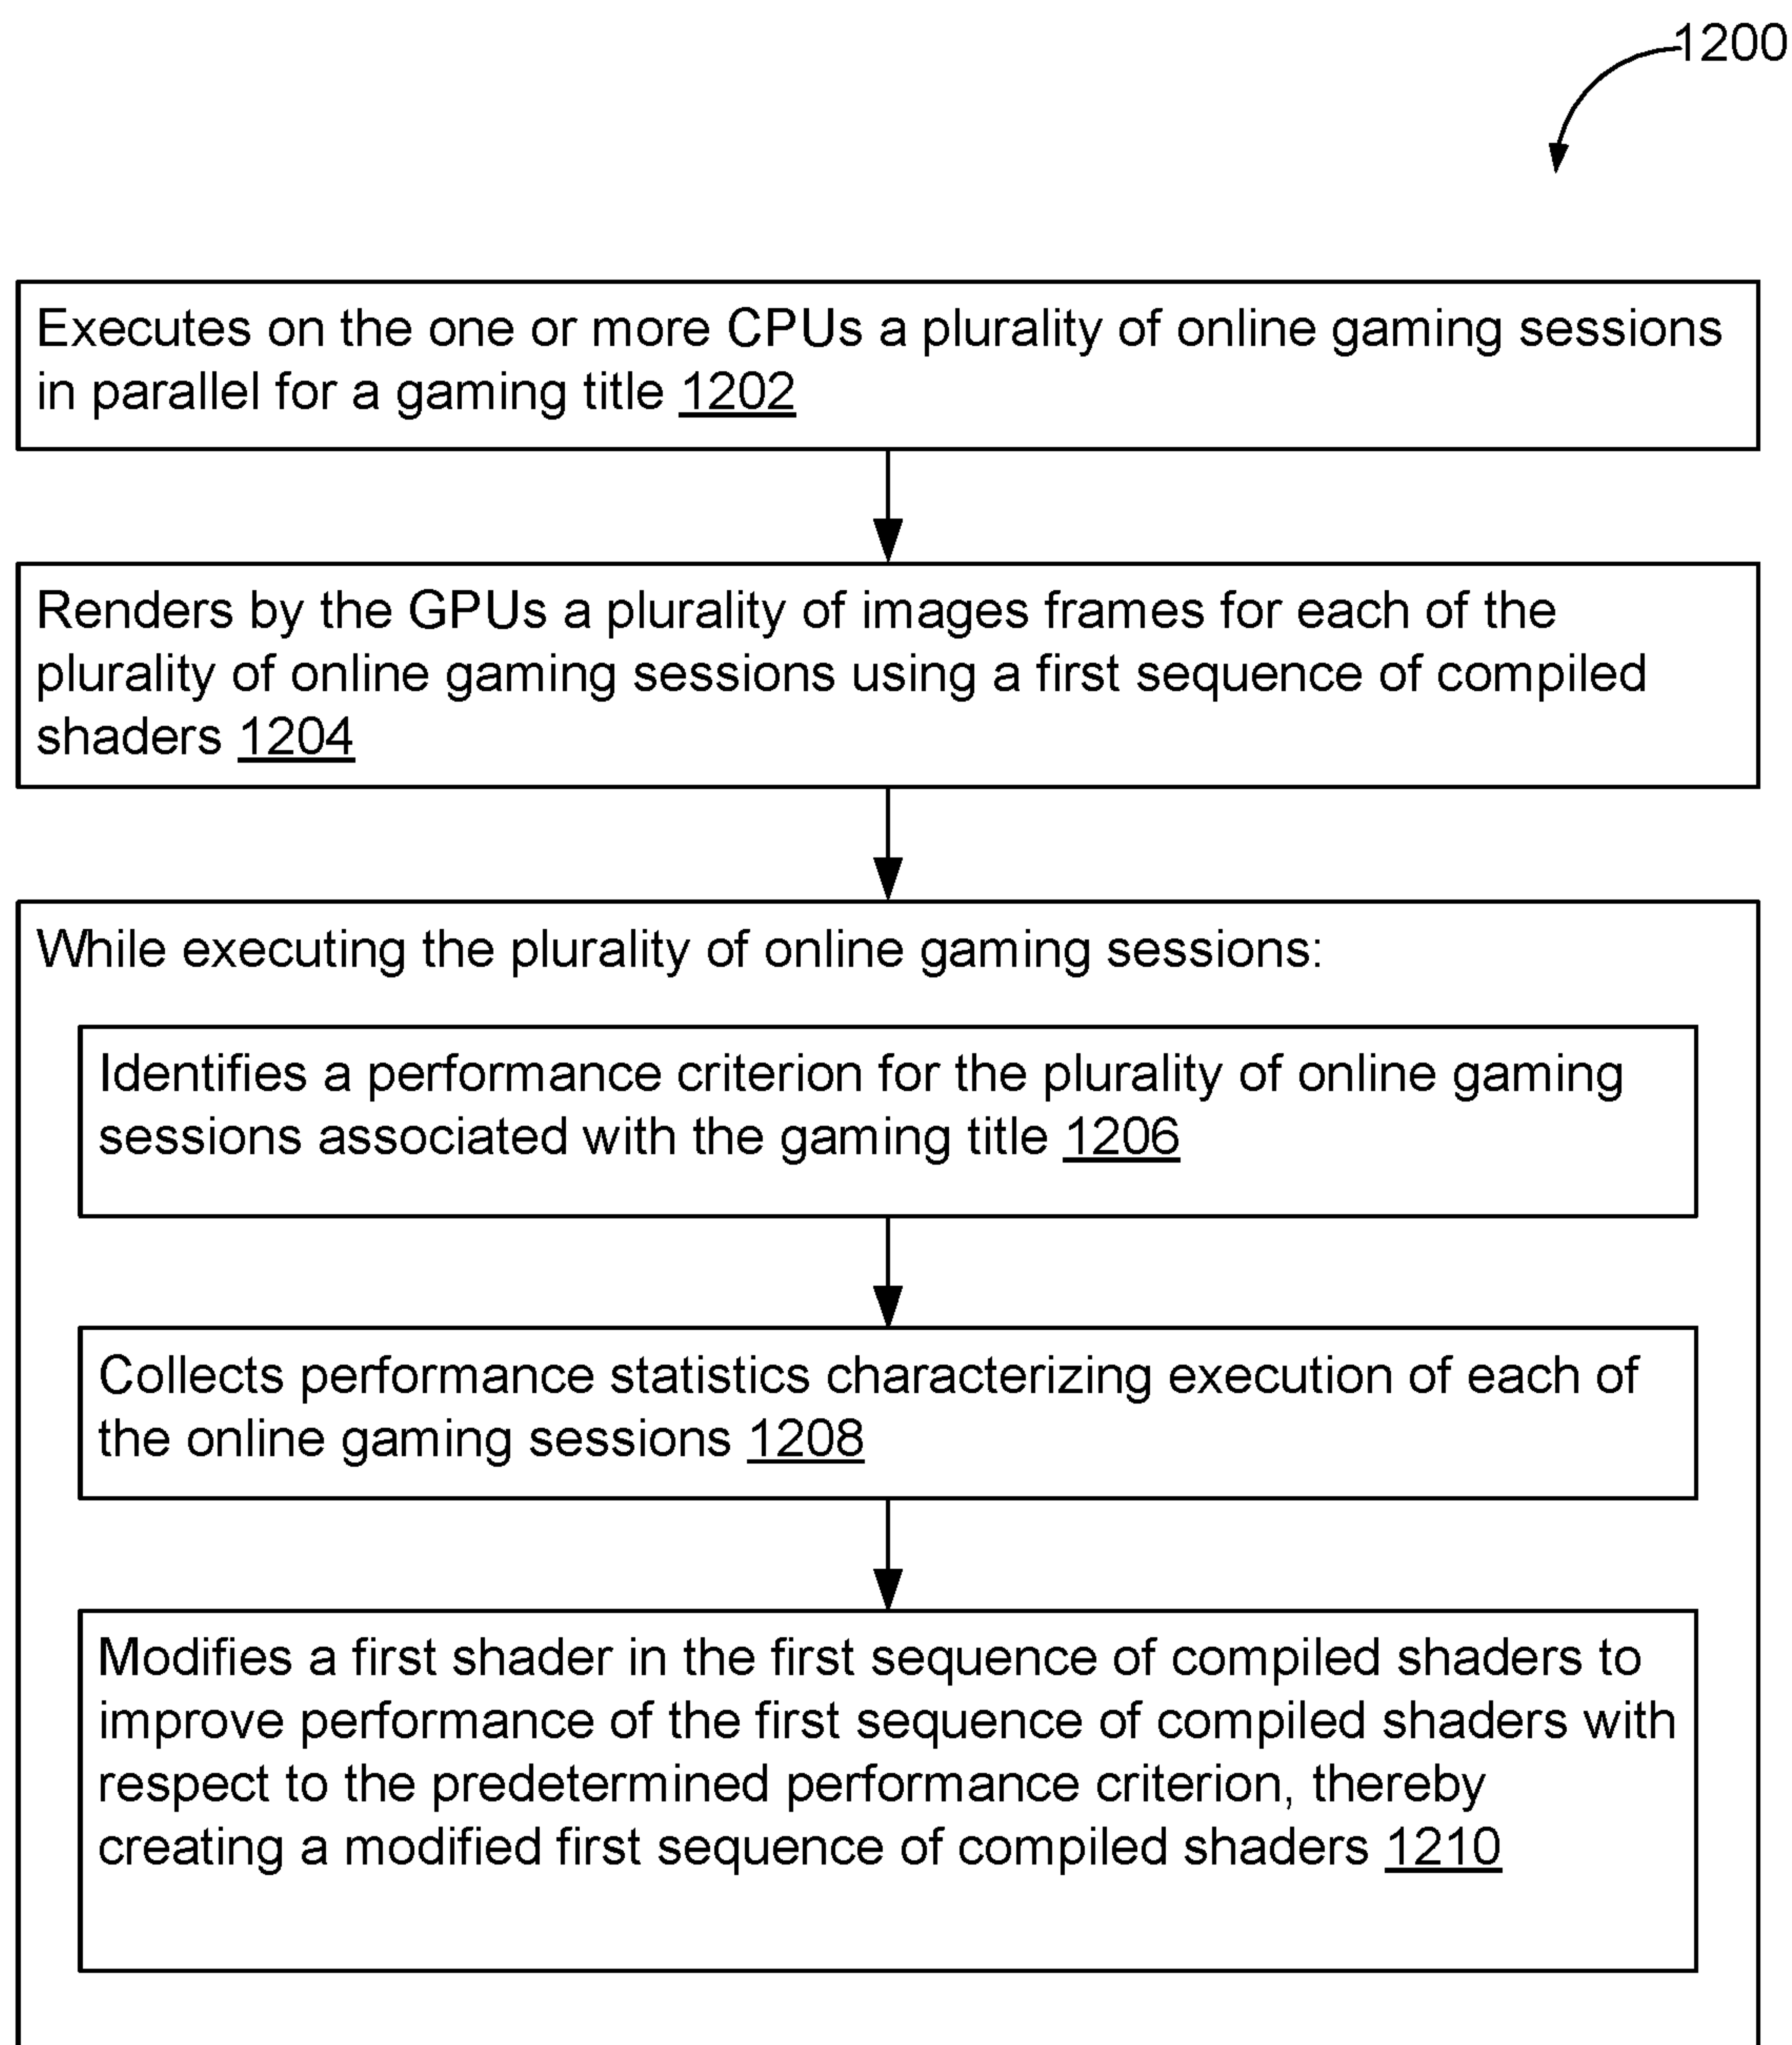 1200
Executes on the one or more CPUs a plurality of online gaming sessions
in parallel for a gaming title 1202
Renders by the GPUs a plurality of images frames for each of the
plurality of online gaming sessions using a first sequence of compiled
shaders 1204
While executing the plurality of online gaming sessions:
Identifies a performance criterion for the plurality of online gaming
sessions associated with the gaming title 1206
Collects performance statistics characterizing execution of each of
the online gaming sessions 1208
Modifies a first shader in the first sequence of compiled shaders to
improve performance of the first sequence of compiled shaders with
respect to the predetermined performance criterion, thereby
creating a modified first sequence of compiled shaders 1210